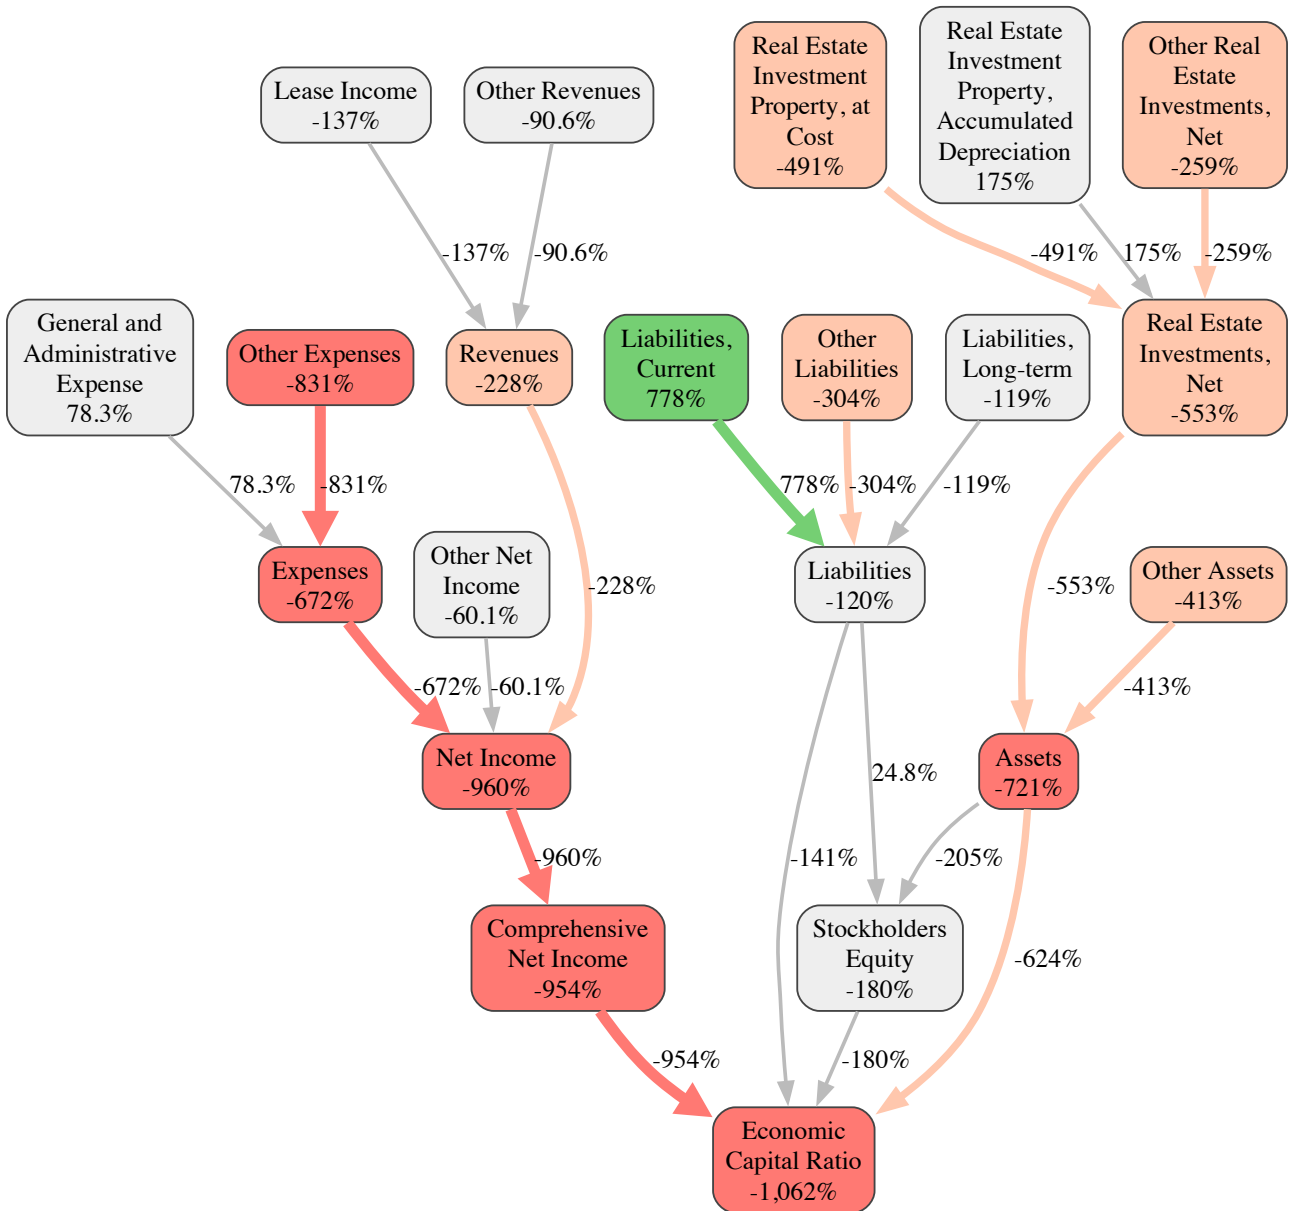 Real Estate
Investment
Property, at
Cost
-491%
Real Estate
Investment
Property,
Accumulated
Depreciation
175%
Other Real
Estate
Investments,
Net
-259%
Lease Income
-137%
Other Revenues
-90.6%
-137%
-90.6%
-491%
175%
-259%
General and
Administrative
Expense
78.3%
Other Expenses
-831%
Revenues
-228%
Liabilities,
Current
778%
Other
Liabilities
-304%
Liabilities,
Long-term
-119%
Real Estate
Investments,
Net
-553%
78.3%
-831%
778%
-304%
-119%
Expenses
-672%
Other Net
Income
-60.1%
-228%
Liabilities
-120%
-553%
Other Assets
-413%
-672%
-60.1%
-413%
Net Income
-960%
24.8%
Assets
-721%
-960%
-141%
-205%
Comprehensive
Net Income
-954%
Stockholders
Equity
-180%
-624%
-954%
-180%
Economic
Capital Ratio
-1,062%